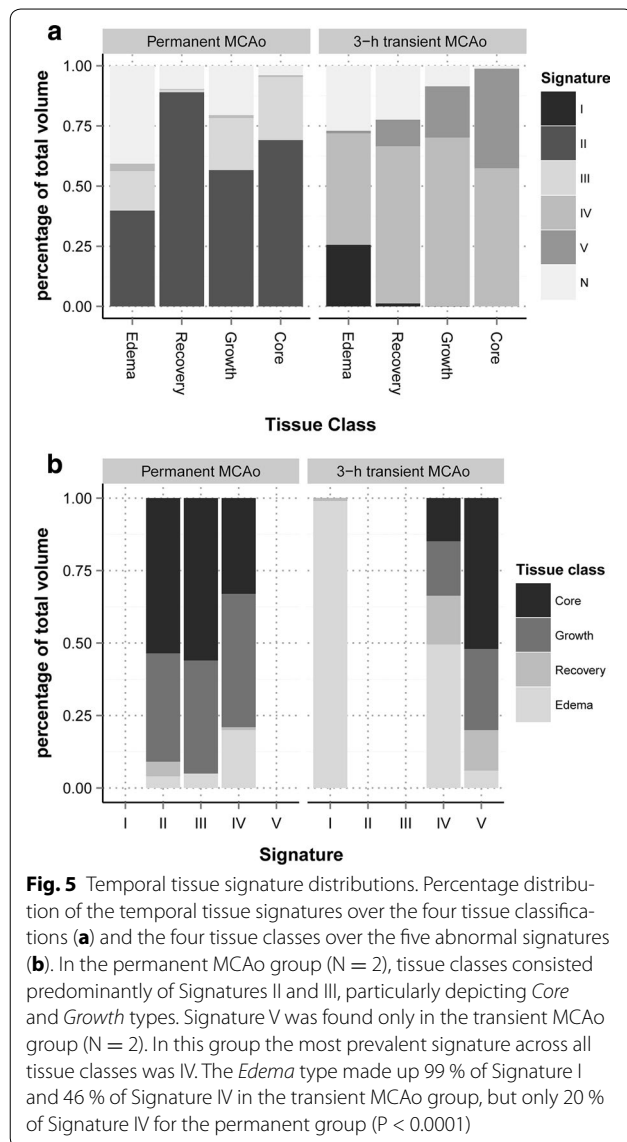 a
Permanent MCAo
3−h transient MCAo
percentage of total volume
1.00
0.75
0.50
0.25
0.00
Edema
Recovery
Growth
Core
Edema
Recovery
Growth
Core
Tissue Class
Signature
I
II
III
IV
V
N
b
Permanent MCAo
3−h transient MCAo
percentage of total volume
1.00
0.75
0.50
0.25
0.00
I
II
III
IV
V
I
II
III
IV
V
Signature
Tissue class
Core
Growth
Recovery
Edema
Fig. 5 Temporal tissue signature distributions. Percentage distribu-
tion of the temporal tissue signatures over the four tissue classifica-
tions (a) and the four tissue classes over the five abnormal signatures
(b). In the permanent MCAo group (N = 2), tissue classes consisted
predominantly of Signatures II and III, particularly depicting Core
and Growth types. Signature V was found only in the transient MCAo
group (N = 2). In this group the most prevalent signature across all
tissue classes was IV. The Edema type made up 99 % of Signature I
and 46 % of Signature IV in the transient MCAo group, but only 20 %
of Signature IV for the permanent group (P < 0.0001)